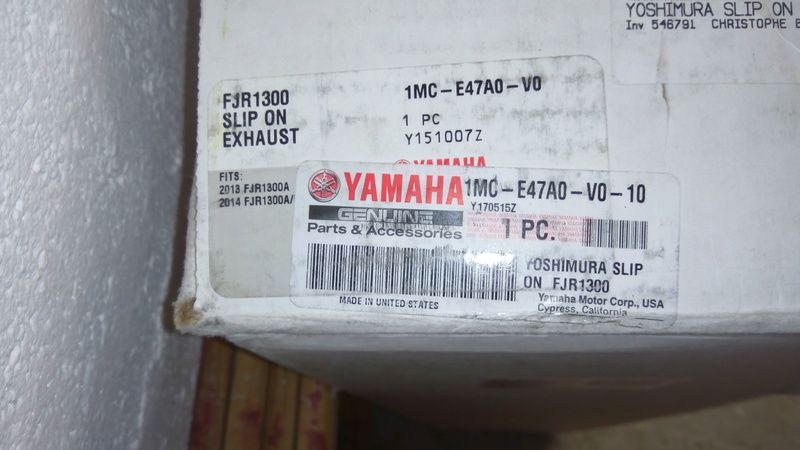 YOSHIMURA SLIP ON
Inv 546791 CHRISTOPHE
FJR1300
SLIP ON
EXHAUST
1MC-E47A0-V0
1 PC
Y151007Z
FITS:
2013 FJR1300A
2014 FJR1300A/
YAMAHA
YAMAHA
GENUINE
Parts & Accessories
1MC-E47A0-V0-10
Y170515Z
1 PC.
YOSHIMURA SLIP
ON FJR1300
MADE IN UNITED STATES
Yamaha Motor Corp., USA
Cypress, California